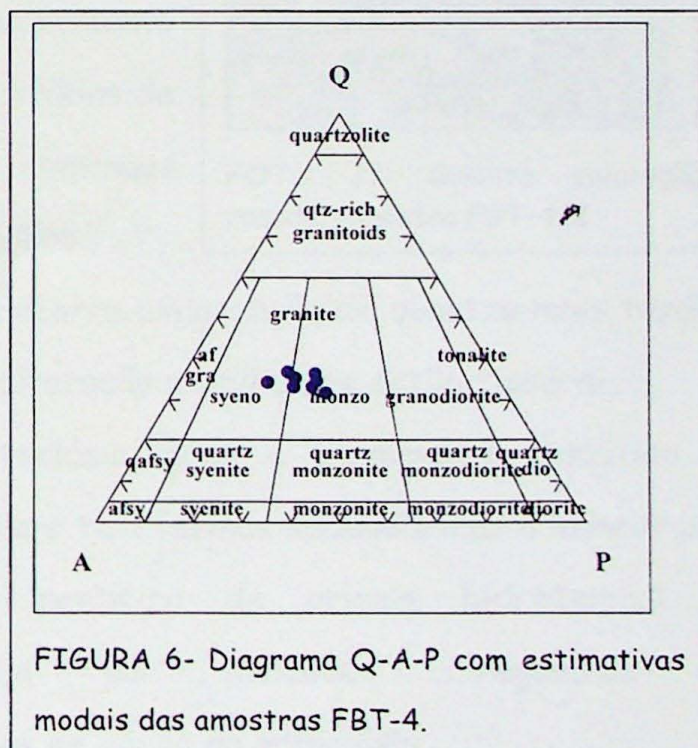 Q
quartzolite
qtz-rich
granitoids
granite
af
gra
tonalite
syeno
monzo
granodiorite
qafsy
quartz
syenite
quartz
monzonite
quartz
monzodiorite
quartz
dio
afsy
syenite
monzonite
monzodiorite
diorite
A
P
FIGURA 6- Diagrama Q-A-P com estimativas
modais das amostras FBT-4.